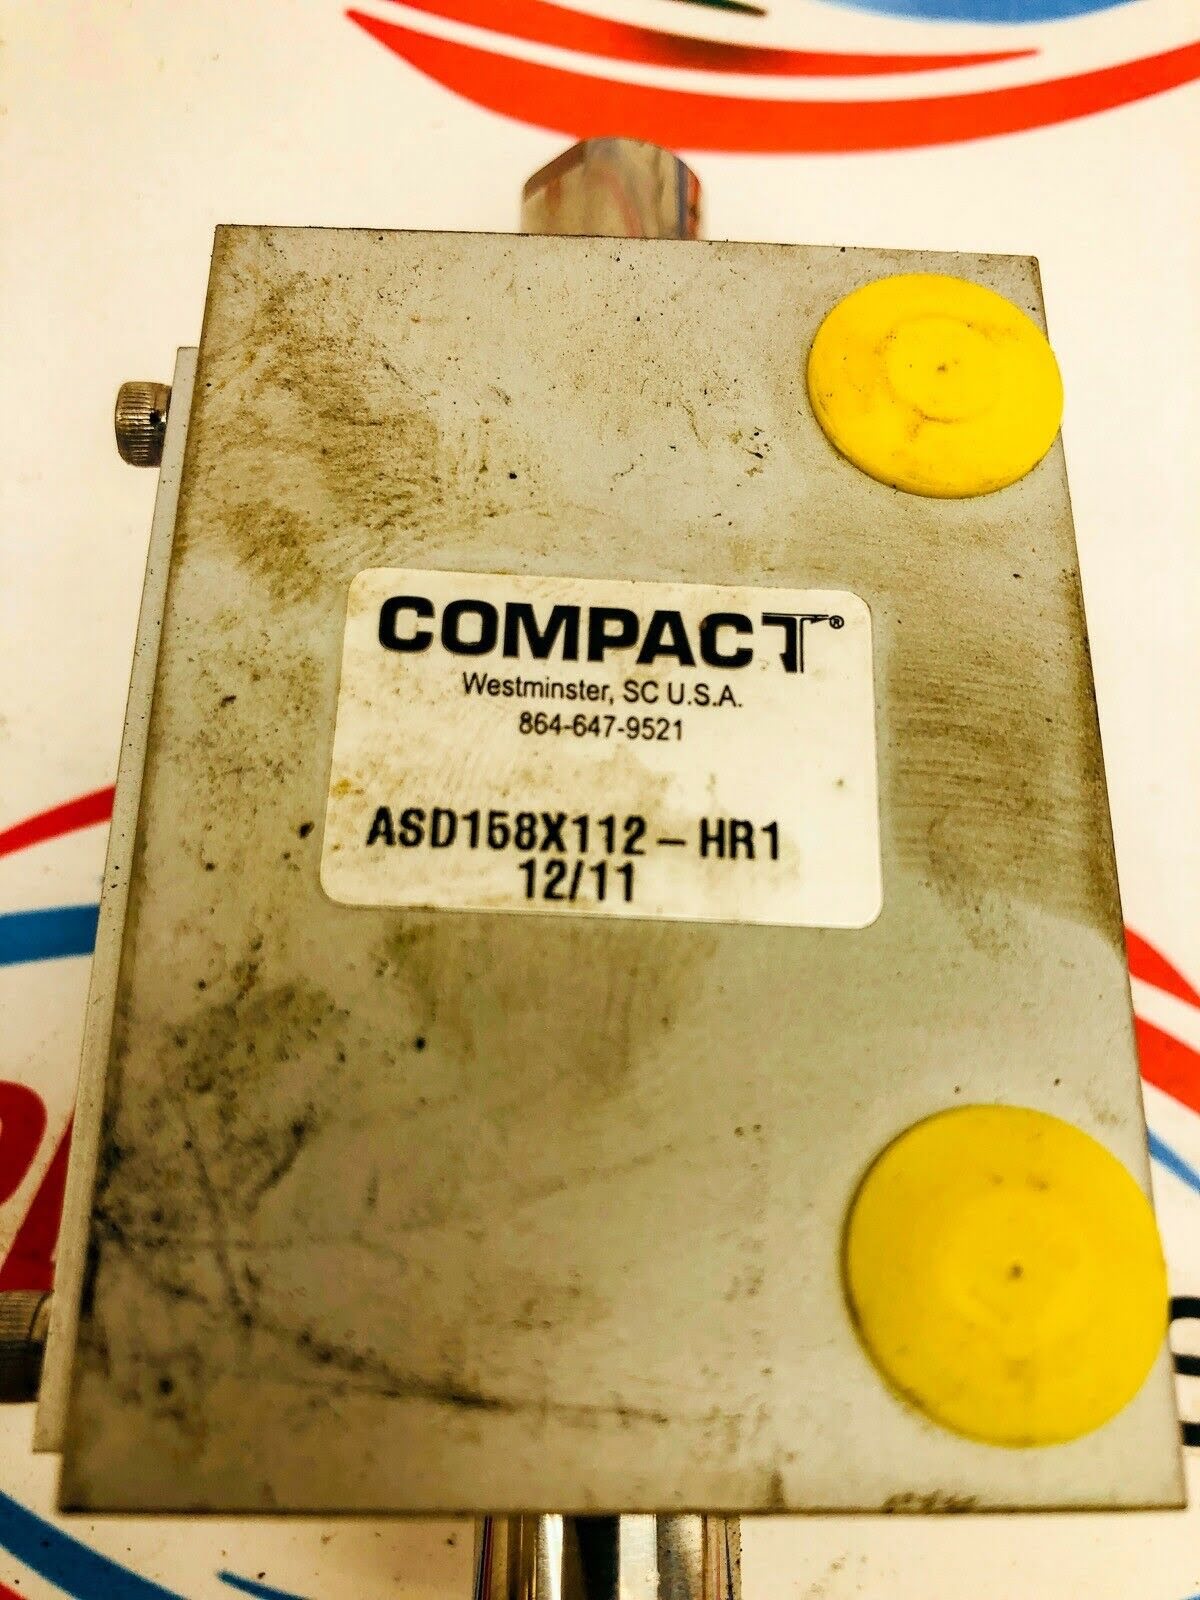 COMPACT®
Westminster, SC U.S.A.
864-647-9521
ASD158X112-HR1
12/11